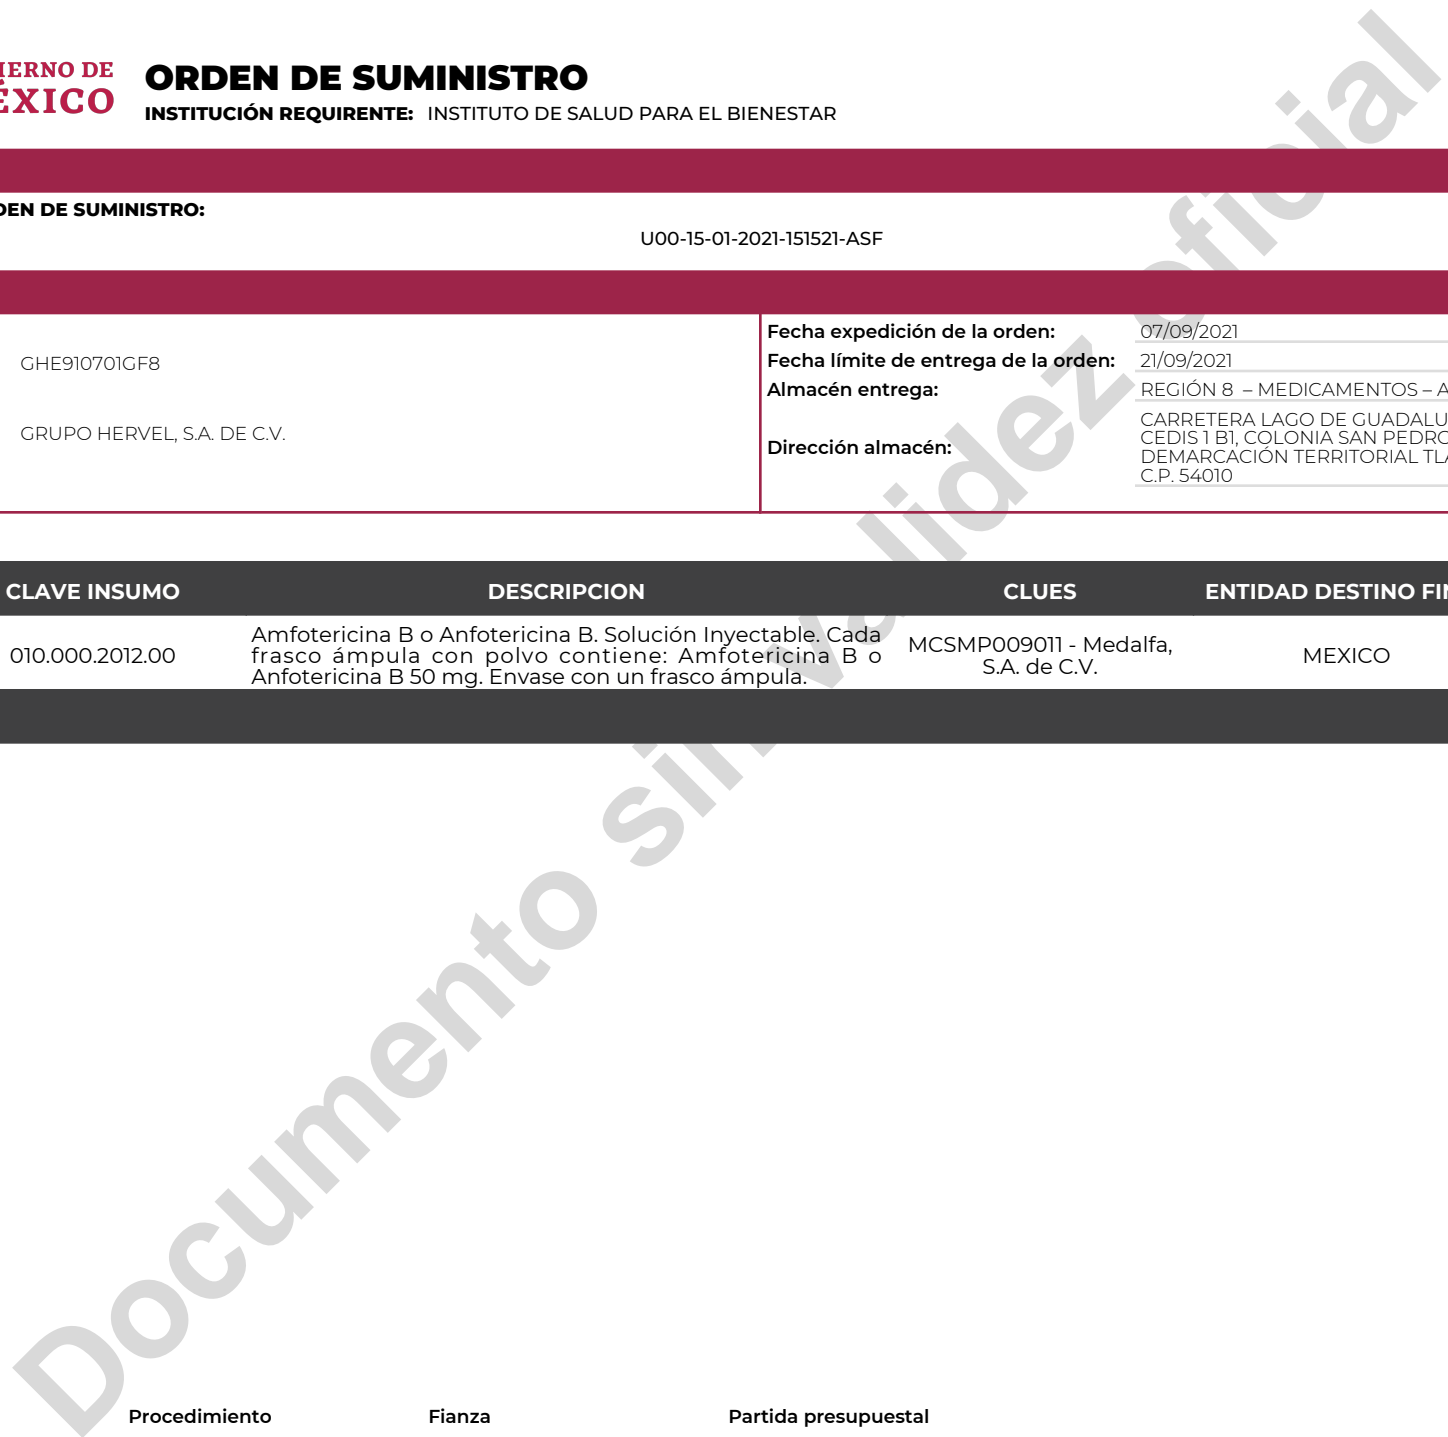 IERNO DE
ÉXICO
ORDEN DE SUMINISTRO
INSTITUCIÓN REQUIRENTE: INSTITUTO DE SALUD PARA EL BIENESTAR
DEN DE SUMINISTRO:
U00-15-01-2021-151521-ASF
GHE910701GF8
GRUPO HERVEL, S.A. DE C.V.
Fecha expedición de la orden: 07/09/2021
Fecha límite de entrega de la orden: 21/09/2021
Almacén entrega: REGIÓN 8 – MEDICAMENTOS – A
Dirección almacén:
CARRETERA LAGO DE GUADALU
CEDIS 1 B1, COLONIA SAN PEDRO
DEMARCACIÓN TERRITORIAL TLA
C.P. 54010
CLAVE INSUMO DESCRIPCION CLUES ENTIDAD DESTINO FIN
010.000.2012.00
Amfotericina B o Anfotericina B. Solución Inyectable. Cada
frasco ámpula con polvo contiene: Amfotericina B o
Anfotericina B 50 mg. Envase con un frasco ámpula.
MCSMP009011 - Medalfa,
S.A. de C.V.
MEXICO
Documento sin validez oficial
Procedimiento Fianza Partida presupuestal